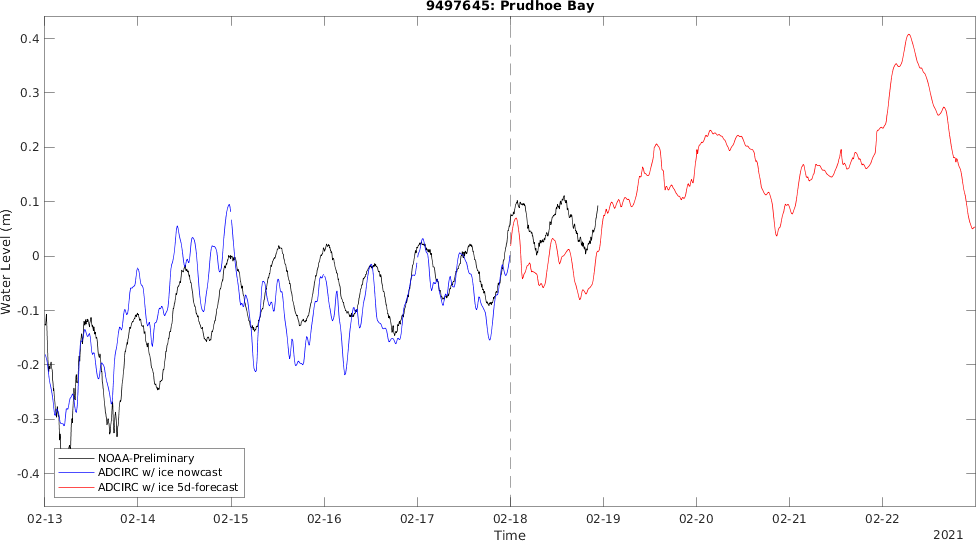 9497645: Prudhoe Bay
0.4
0.3
0.2
0.1
0
-0.1
-0.2
-0.3
-0.4
Water Level (m)
NOAA-Preliminary
ADCIRC w/ ice nowcast
ADCIRC w/ ice 5d-forecast
02-13 02-14 02-15 02-16 02-17 02-18 02-19 02-20 02-21 02-22
Time
2021